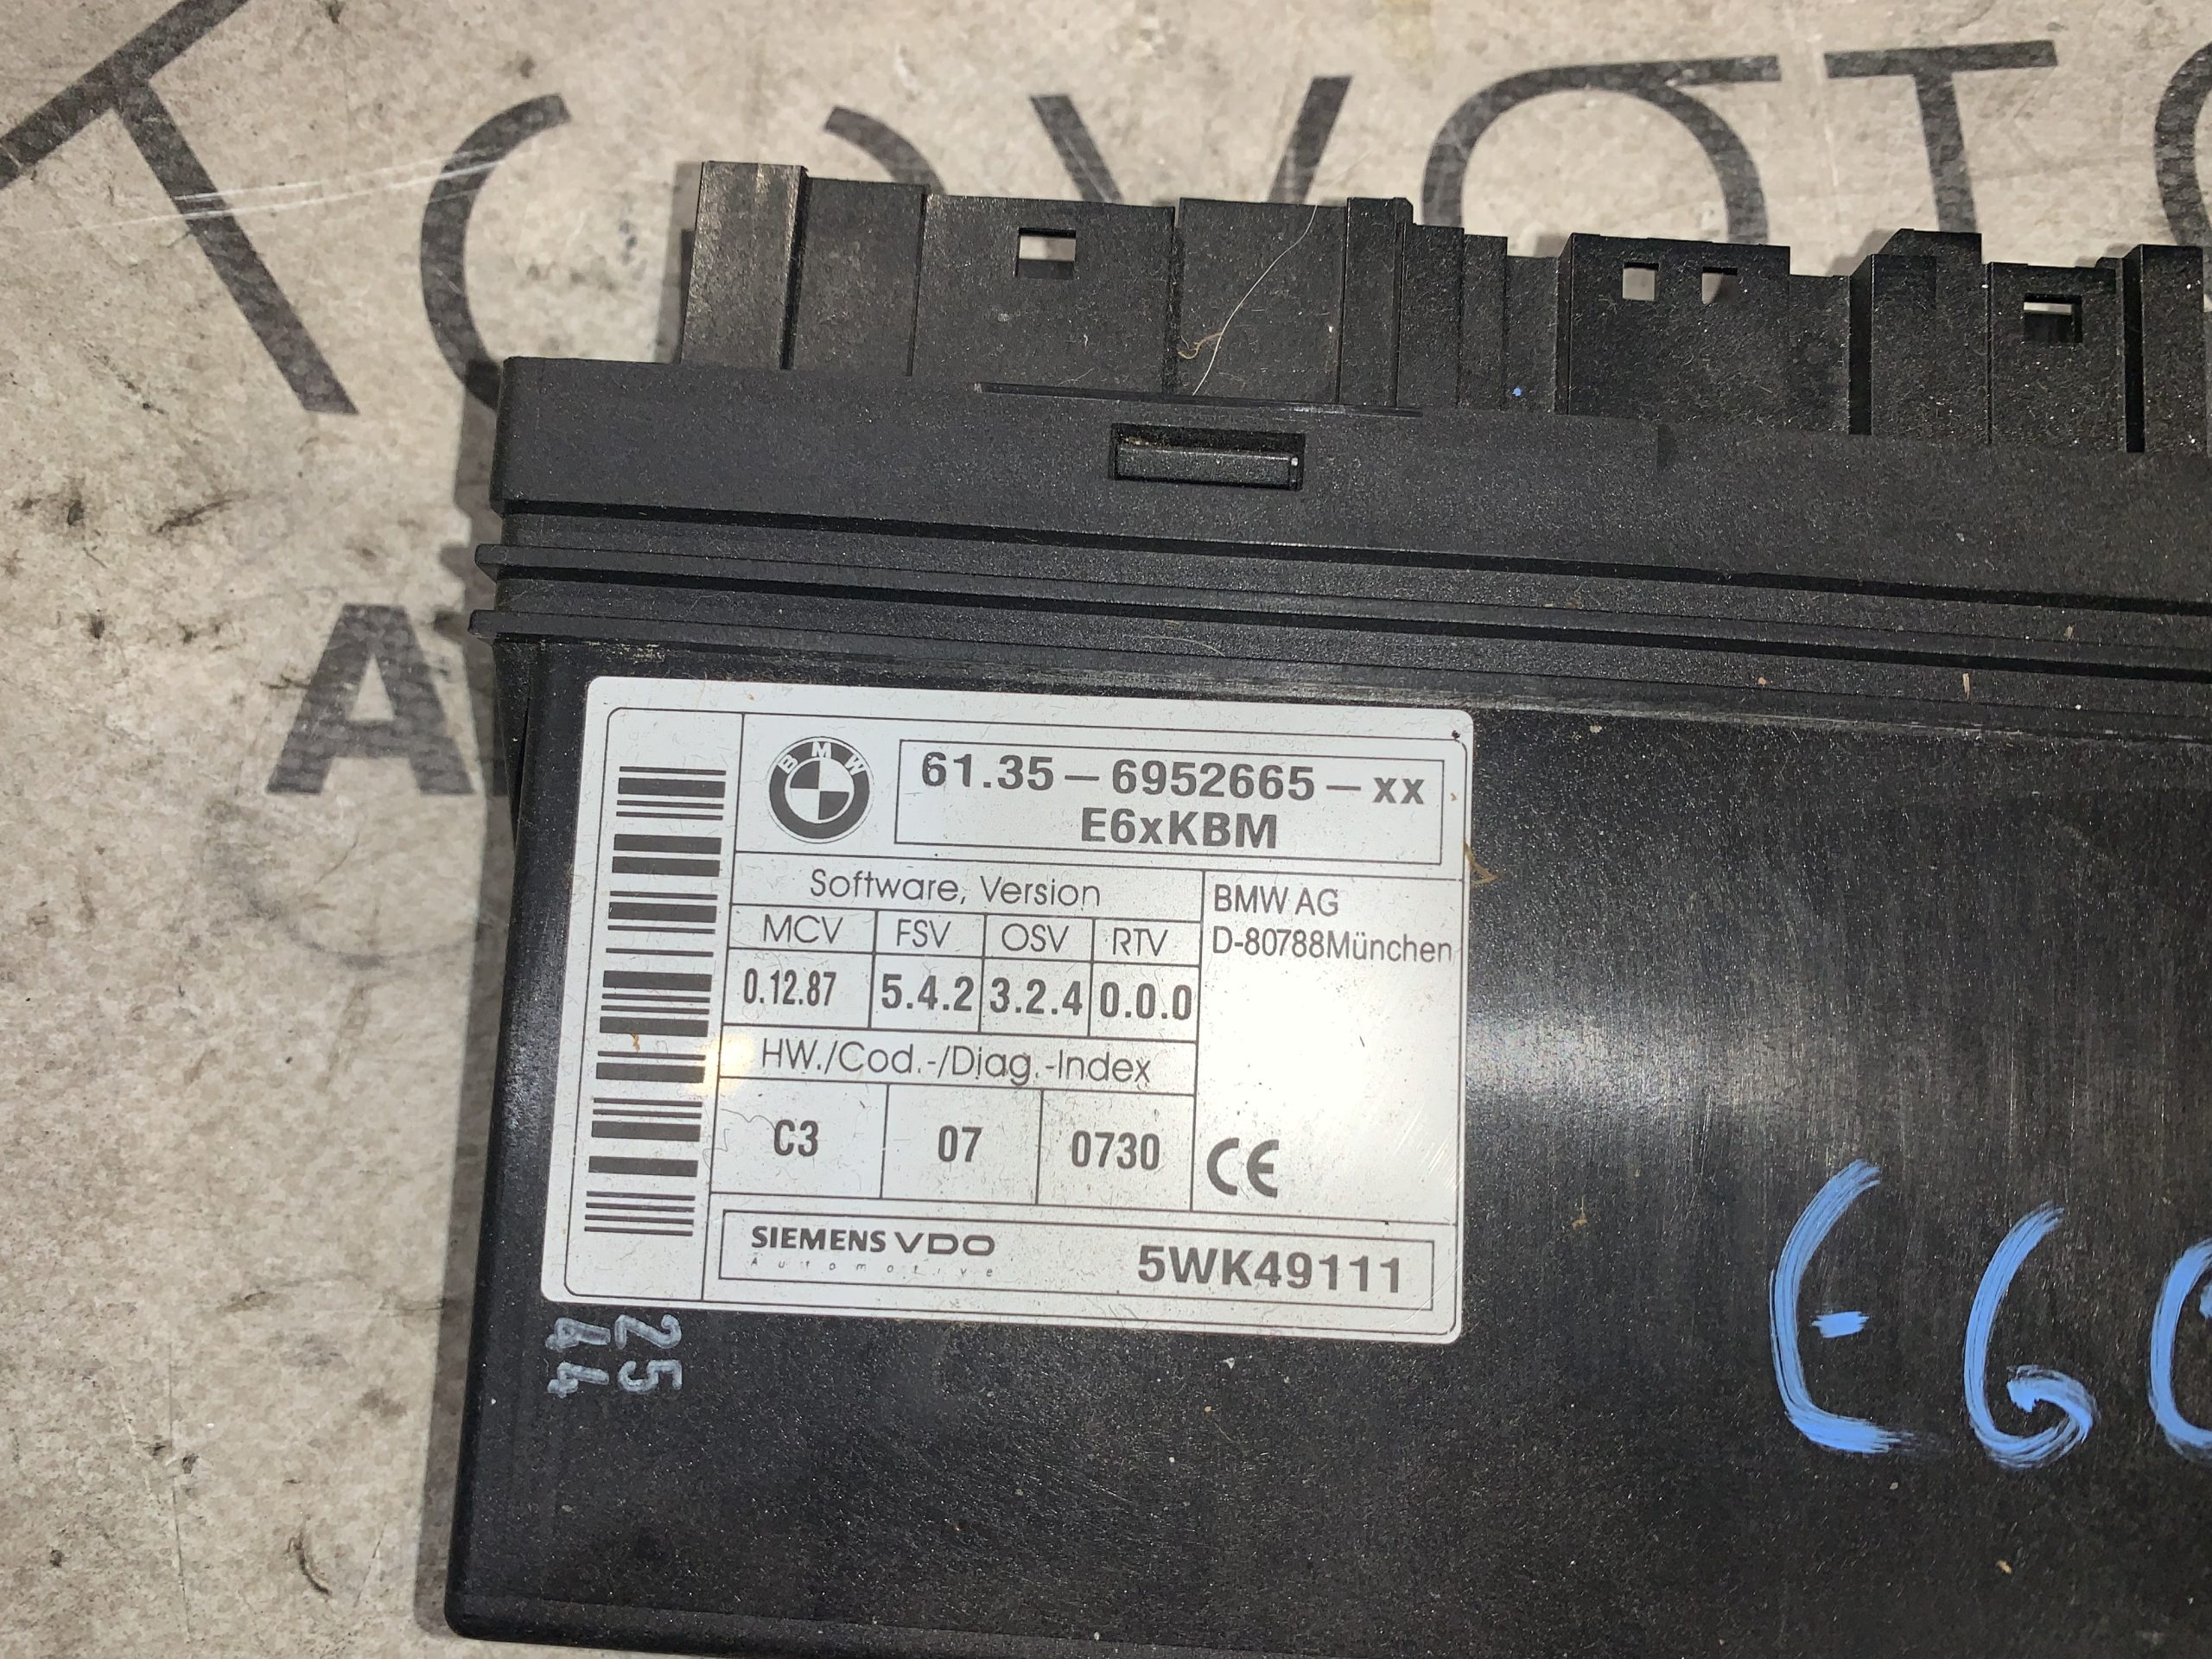 BMW
61.35 – 6952665 – xx
E6xKBM
Software, Version
MCV FSV OSV RTV
0.12.87 5.4.2 3.2.4 0.0.0
BMW AG
D-80788München
HW./Cod.-/Diag.-Index
C3 07 0730
CE
SIEMENS VDO
Automotive
5WK49111
25
44
E60